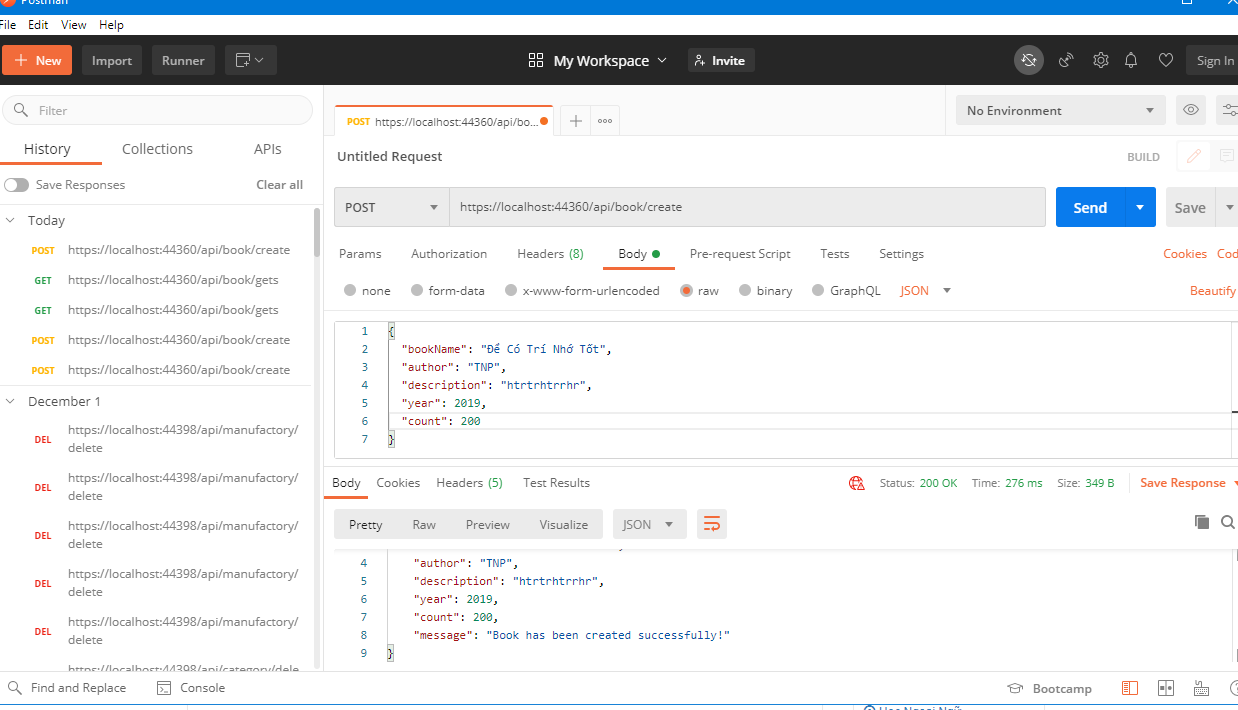 Postman
File Edit View Help
New Import Runner My Workspace Invite Sign In
Filter
History Collections APIs
Save Responses Clear all
Today
POST https://localhost:44360/api/book/create
GET https://localhost:44360/api/book/gets
GET https://localhost:44360/api/book/gets
POST https://localhost:44360/api/book/create
POST https://localhost:44360/api/book/create
December 1
DEL https://localhost:44398/api/manufactory/
delete
DEL https://localhost:44398/api/manufactory/
delete
DEL https://localhost:44398/api/manufactory/
delete
DEL https://localhost:44398/api/manufactory/
delete
DEL https://localhost:44398/api/manufactory/
delete
https://localhost:44398/api/category/dele
POST https://localhost:44360/api/bo... No Environment
Untitled Request BUILD
POST https://localhost:44360/api/book/create Send Save
Params Authorization Headers (8) Body Pre-request Script Tests Settings Cookies Cod
none form-data x-www-form-urlencoded raw binary GraphQL JSON Beautify
1 {
2 "bookName": "Để Có Trí Nhớ Tốt",
3 "author": "TNP",
4 "description": "htrtrhtrrhr",
5 "year": 2019,
6 "count": 200
7 }
Body Cookies Headers (5) Test Results Status: 200 OK Time: 276 ms Size: 349 B Save Response
Pretty Raw Preview Visualize JSON
4 "author": "TNP",
5 "description": "htrtrhtrrhr",
6 "year": 2019,
7 "count": 200,
8 "message": "Book has been created successfully!"
9 }
Find and Replace Console Bootcamp